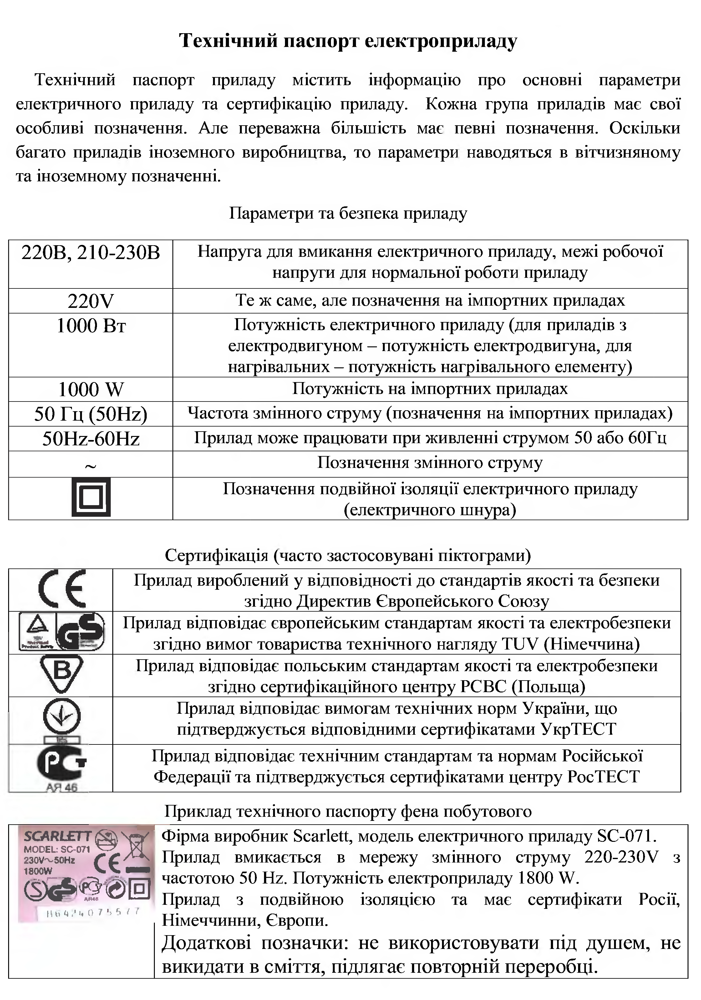 Технічний паспорт електроприладу
Технічний паспорт приладу містить інформацію про основні параметри
електричного приладу та сертифікацію приладу. Кожна група приладів має свої
особливі позначення. Але переважна більшість має певні позначення. Оскільки
багато приладів іноземного виробництва, то параметри наводяться в вітчизняному
та іноземному позначенні.
Параметри та безпека приладу
220В, 210-230В
Напруга для вмикання електричного приладу, межі робочої
напруги для нормальної роботи приладу
220V
Те ж саме, але позначення на імпортних приладах
1000 Вт
Потужність електричного приладу (для приладів з
електродвигуном – потужність електродвигуна, для
нагрівальних – потужність нагрівального елементу)
1000 W
Потужність на імпортних приладах
50 Гц (50Hz)
Частота змінного струму (позначення на імпортних приладах)
50Hz-60Hz
Прилад може працювати при живленні струмом 50 або 60Гц
~
Позначення змінного струму
Позначення подвійної ізоляції електричного приладу
(електричного шнура)
Сертифікація (часто застосовувані піктограми)
CE
Прилад вироблений у відповідності до стандартів якості та безпеки
згідно Директив Європейського Союзу
GS
Прилад відповідає європейським стандартам якості та електробезпеки
згідно вимог товариства технічного нагляду TUV (Німеччина)
B
Прилад відповідає польським стандартам якості та електробезпеки
згідно сертифікаційного центру РСВС (Польща)
Прилад відповідає вимогам технічних норм України, що
підтверджується відповідними сертифікатами УкрТЕСТ
РСТ
АЯ 46
Прилад відповідає технічним стандартам та нормам Російської
Федерації та підтверджується сертифікатами центру РосТЕСТ
Приклад технічного паспорту фена побутового
SCARLETT
MODEL: SC-071
230V~50Hz
1800W
CE
S GS РСТ
АЯ46
Фірма виробник Scarlett, модель електричного приладу SC-071.
Прилад вмикається в мережу змінного струму 220-230V з
частотою 50 Hz. Потужність електроприладу 1800 W.
Прилад з подвійною ізоляцією та має сертифікати Росії,
Німеччинни, Європи.
Додаткові позначки: не використовувати під душем, не
викидати в сміття, підлягає повторній переробці.